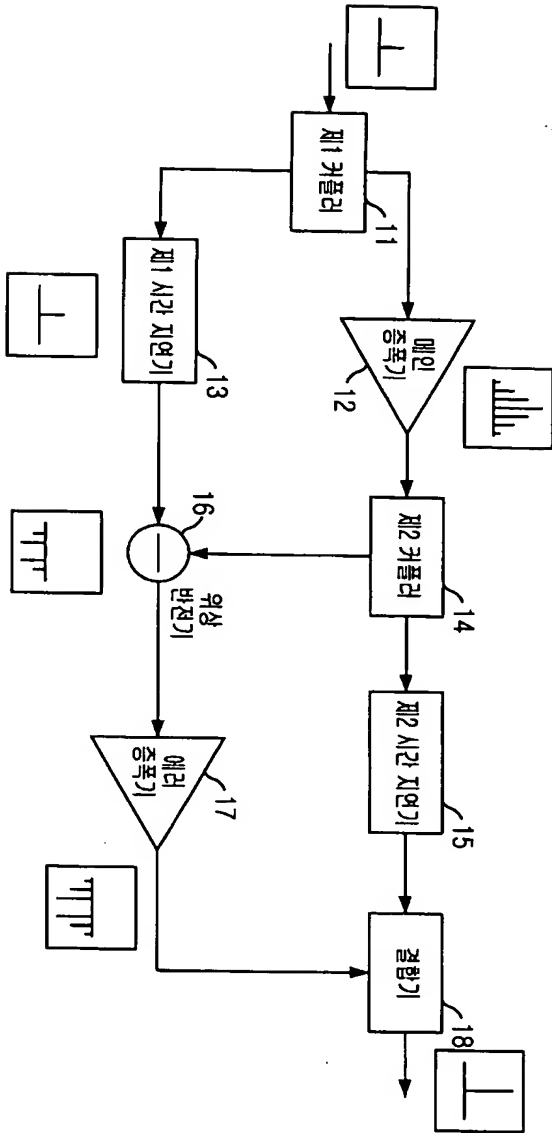 제1 커플러
11
메인
증폭기
12
제1 시간 지연기
13
제2 커플러
14
제2 시간 지연기
15
16
위상
반전기
에러
증폭기
17
결합기
18